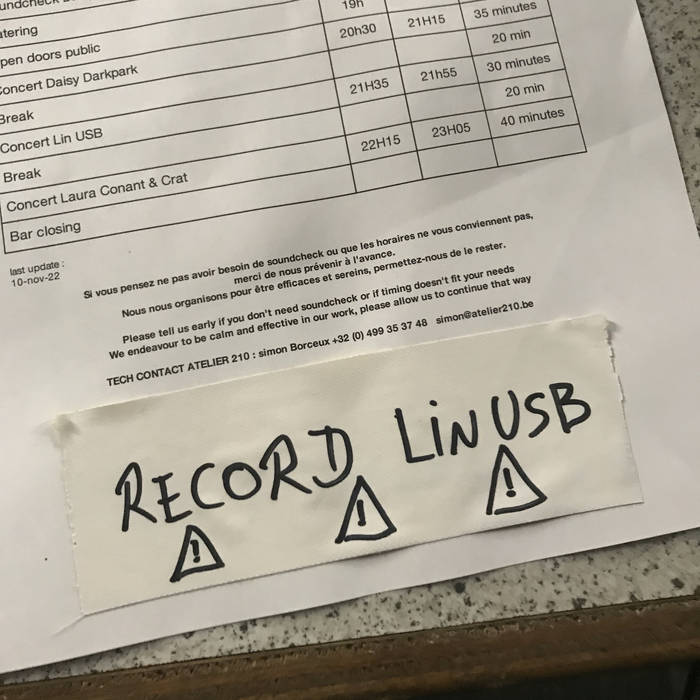 undcheck
atering
pen doors public 19h
Concert Daisy Darkpark 20h30 21H15 35 minutes
Break 20 min
Concert Lin USB 21H35 21h55 30 minutes
Break 20 min
Concert Laura Conant & Crat 22H15 23H05 40 minutes
Bar closing
last update :
10-nov-22
Si vous pensez ne pas avoir besoin de soundcheck ou que les horaires ne vous conviennent pas,
merci de nous prévenir à l'avance.
Nous nous organisons pour être efficaces et sereins, permettez-nous de le rester.
Please tell us early if you don't need soundcheck or if timing doesn't fit your needs
We endeavour to be calm and effective in our work, please allow us to continue that way
TECH CONTACT ATELIER 210 : simon Borceux +32 (0) 499 35 37 48 simon@atelier210.be
RECORD LiN USB
! ! !